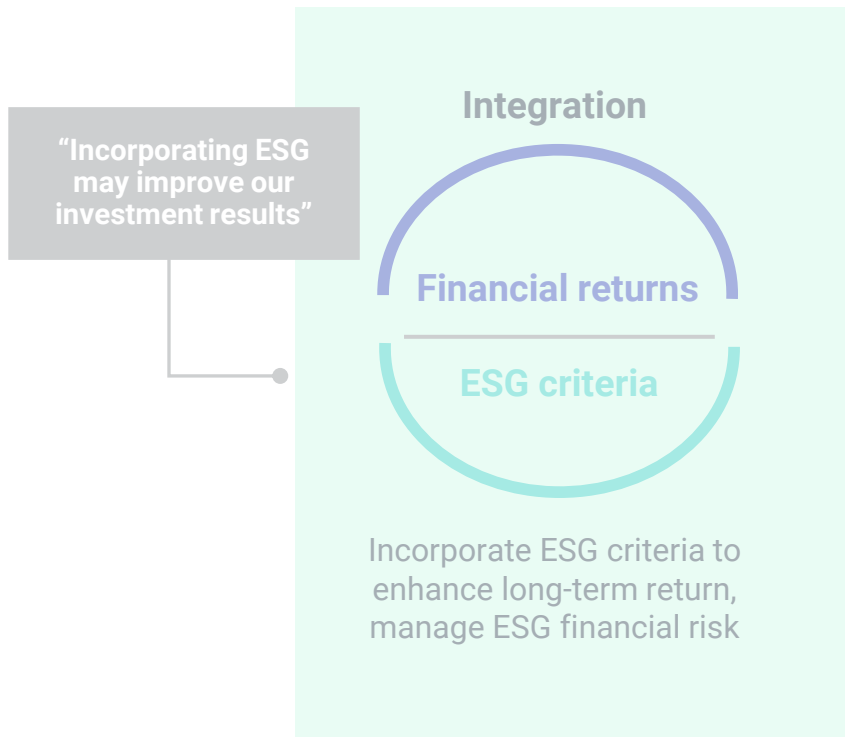 Integration
“Incorporating ESG
may improve our
investment results”
Financial returns
ESG criteria
Incorporate ESG criteria to
enhance long-term return,
manage ESG financial risk